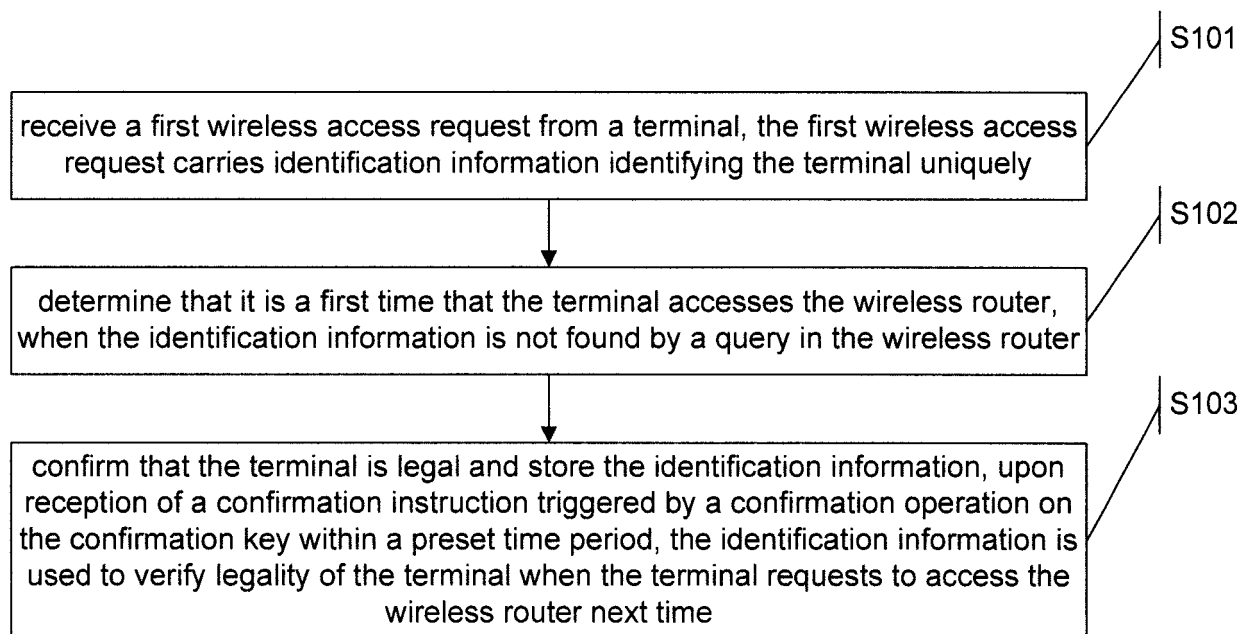 S101
receive a first wireless access request from a terminal, the first wireless access
request carries identification information identifying the terminal uniquely
S102
determine that it is a first time that the terminal accesses the wireless router,
when the identification information is not found by a query in the wireless router
S103
confirm that the terminal is legal and store the identification information, upon
reception of a confirmation instruction triggered by a confirmation operation on
the confirmation key within a preset time period, the identification information is
used to verify legality of the terminal when the terminal requests to access the
wireless router next time